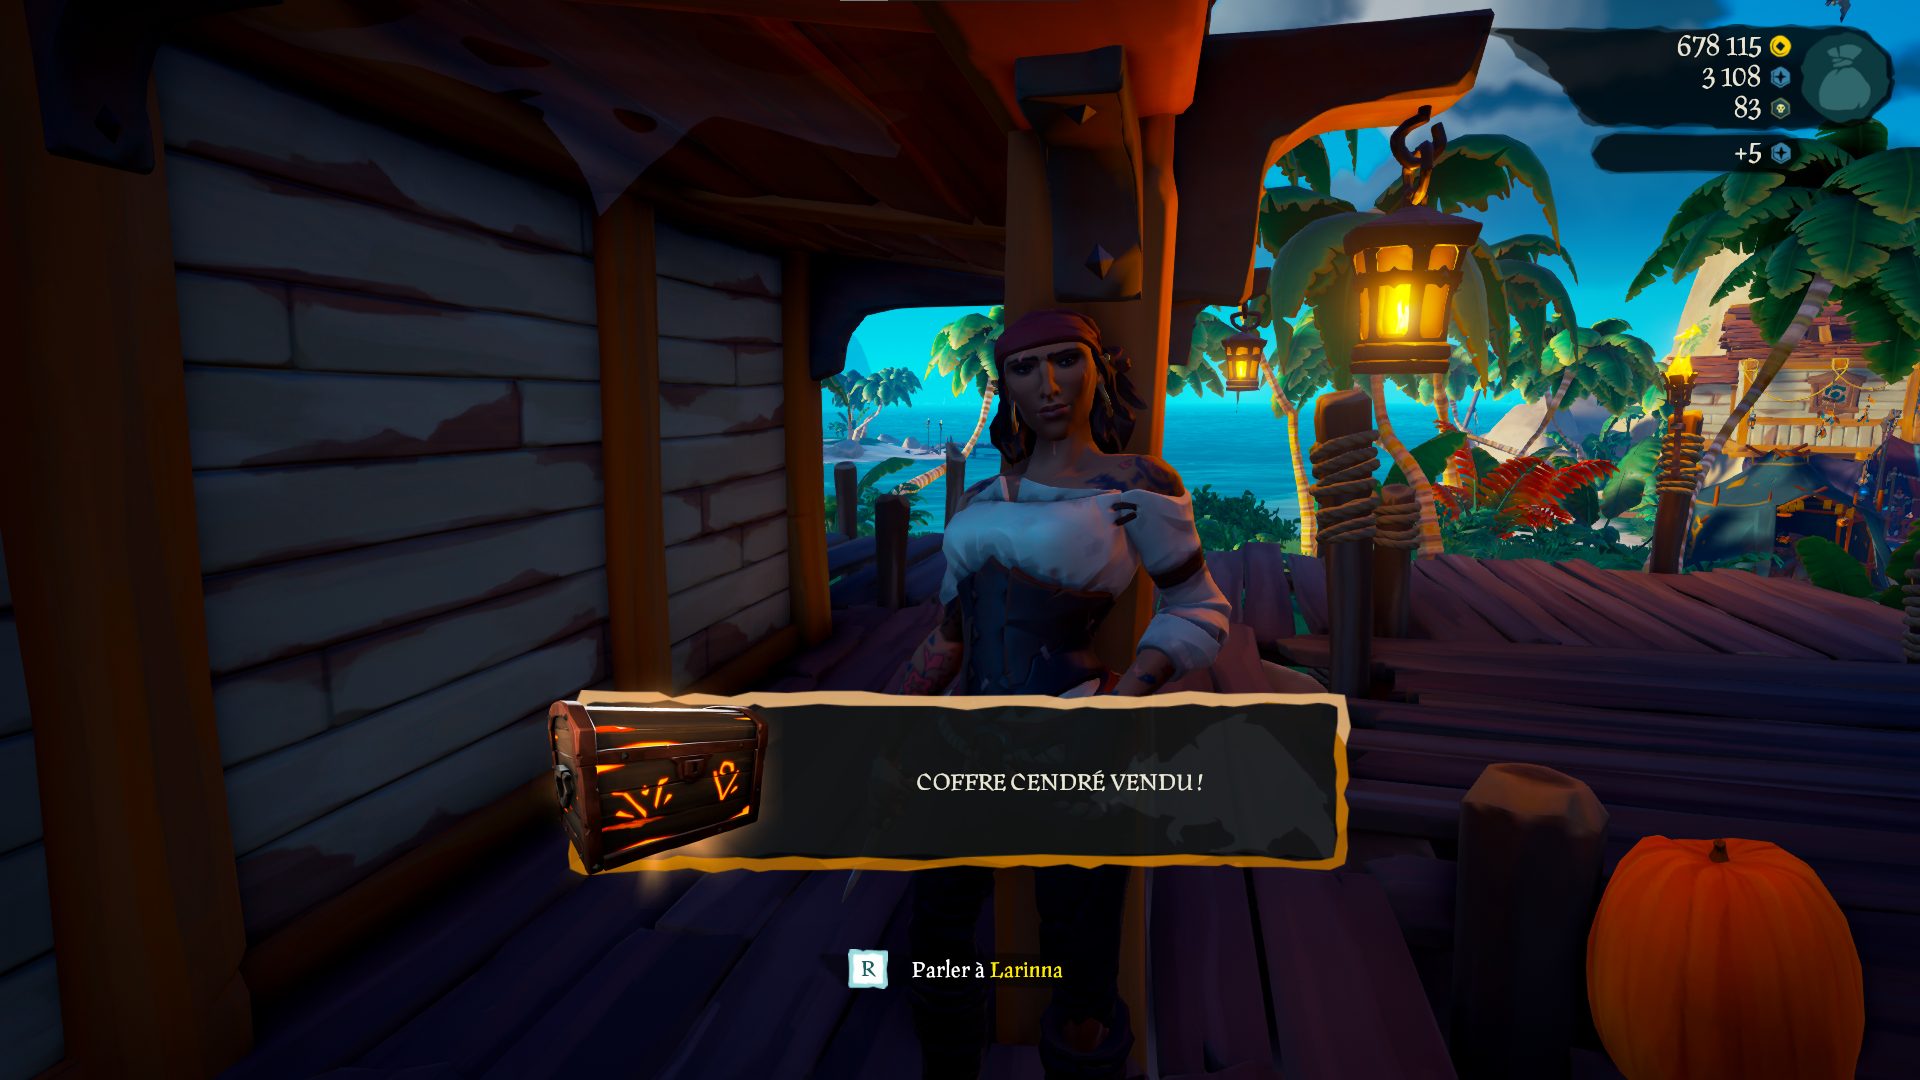 678 115
3 108
83
+5
COFFRE CENDRÉ VENDU !
R Parler à Larinna